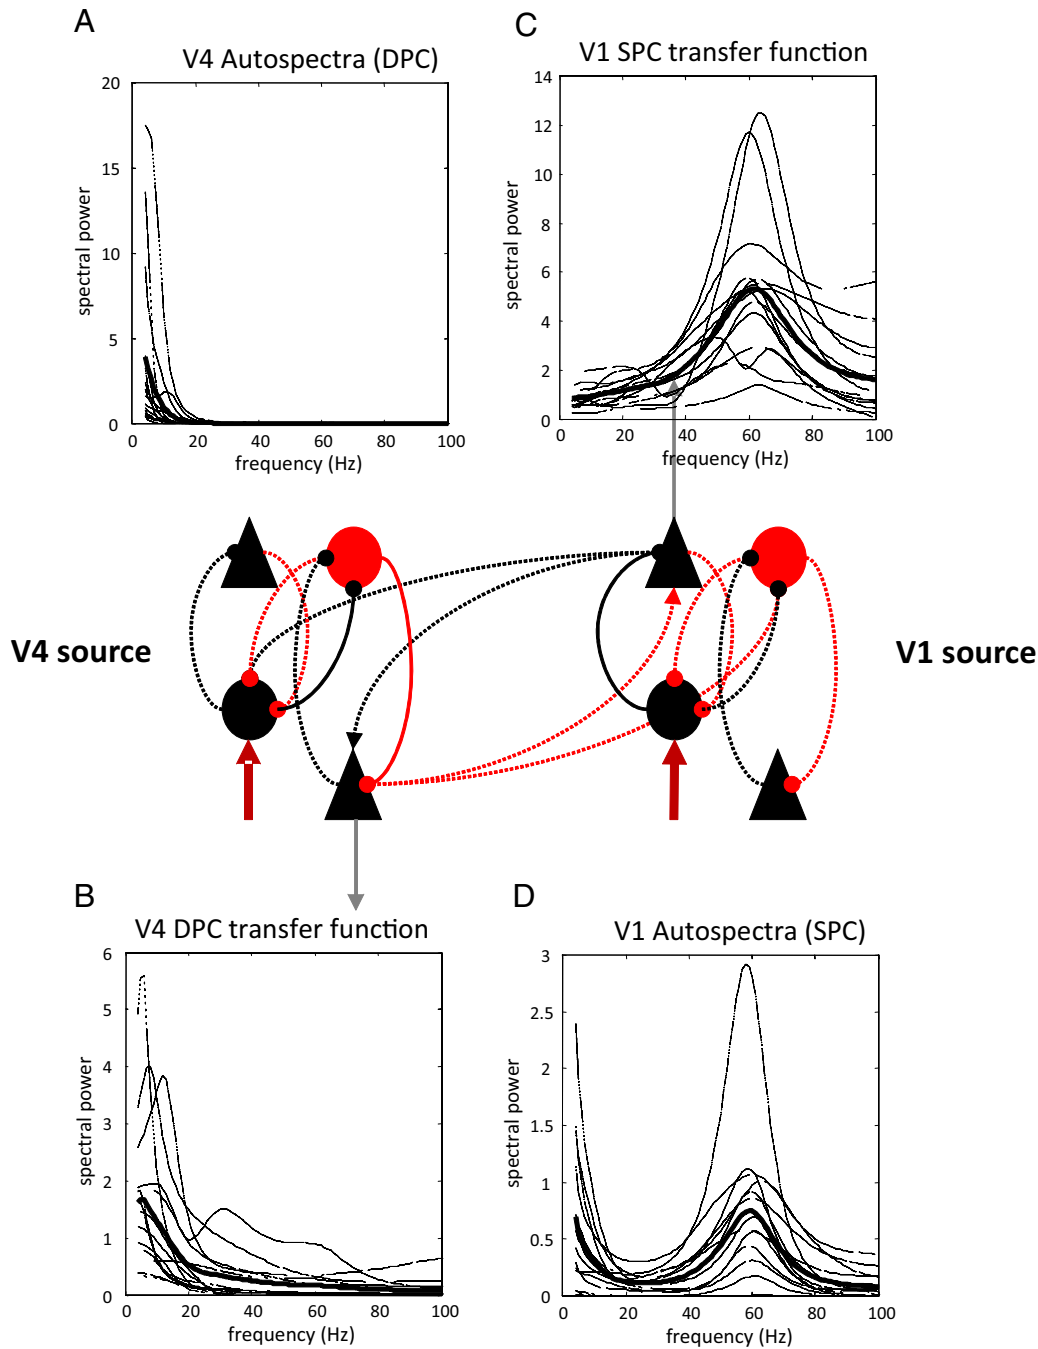 A
V4 Autospectra (DPC)
spectral power
20
15
10
5
0
0 20 40 60 80 100
frequency (Hz)
C
V1 SPC transfer function
spectral power
14
12
10
8
6
4
2
0
0 20 40 60 80 100
frequency (Hz)
V4 source
V1 source
B
V4 DPC transfer function
spectral power
6
5
4
3
2
1
0
0 20 40 60 80 100
frequency (Hz)
D
V1 Autospectra (SPC)
spectral power
3
2.5
2
1.5
1
0.5
0
0 20 40 60 80 100
frequency (Hz)